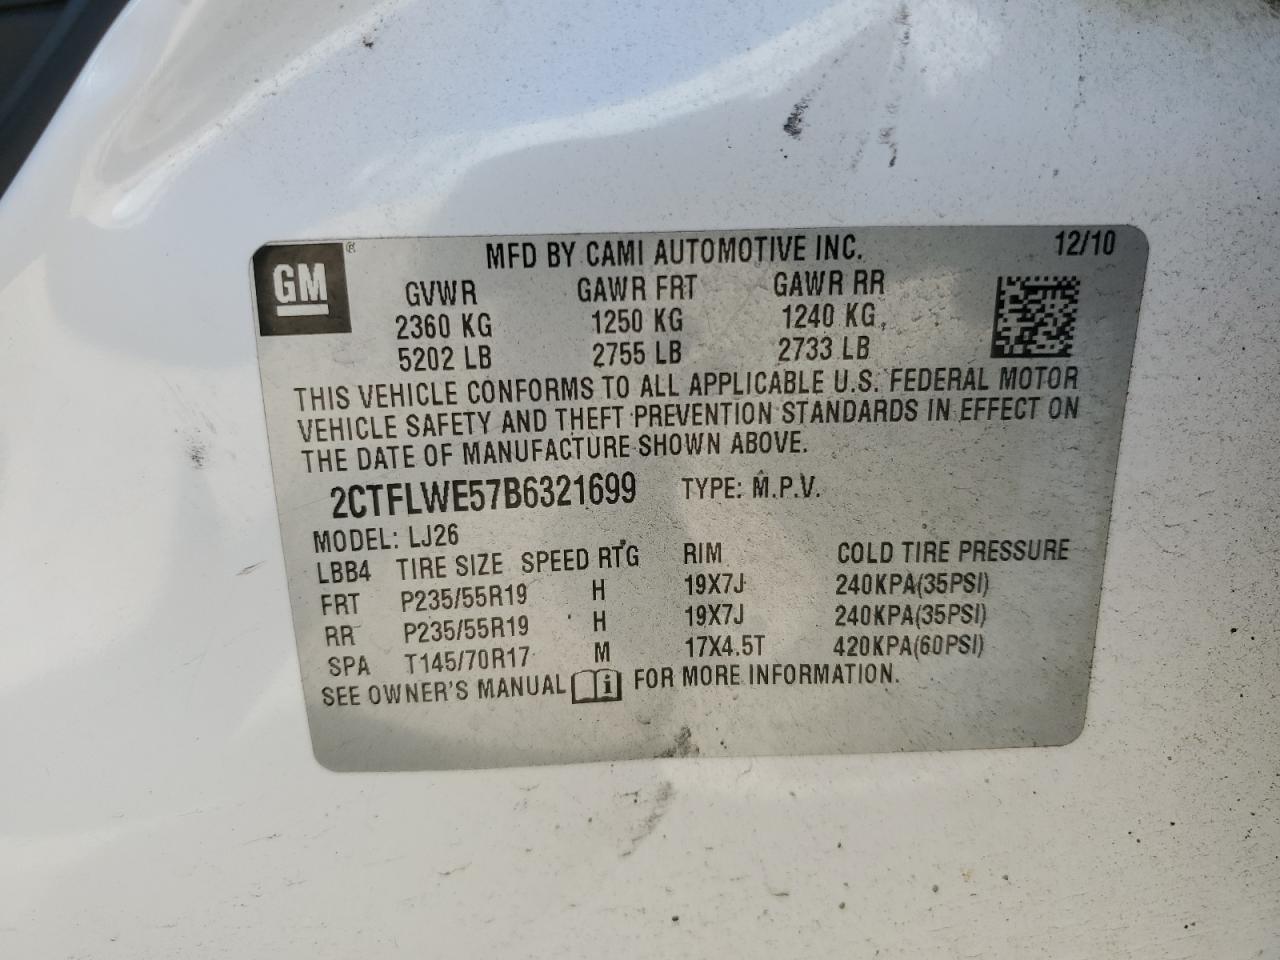 GM ®
MFD BY CAMI AUTOMOTIVE INC. 12/10
GVWR GAWR FRT GAWR RR
2360 KG 1250 KG 1240 KG
5202 LB 2755 LB 2733 LB
THIS VEHICLE CONFORMS TO ALL APPLICABLE U.S. FEDERAL MOTOR
VEHICLE SAFETY AND THEFT PREVENTION STANDARDS IN EFFECT ON
THE DATE OF MANUFACTURE SHOWN ABOVE.
2CTFLWE57B6321699 TYPE: M.P.V.
MODEL: LJ26
LBB4 TIRE SIZE SPEED RTG RIM COLD TIRE PRESSURE
FRT P235/55R19 H 19X7J 240KPA(35PSI)
RR P235/55R19 H 19X7J 240KPA(35PSI)
SPA T145/70R17 M 17X4.5T 420KPA(60PSI)
SEE OWNER'S MANUAL i FOR MORE INFORMATION.